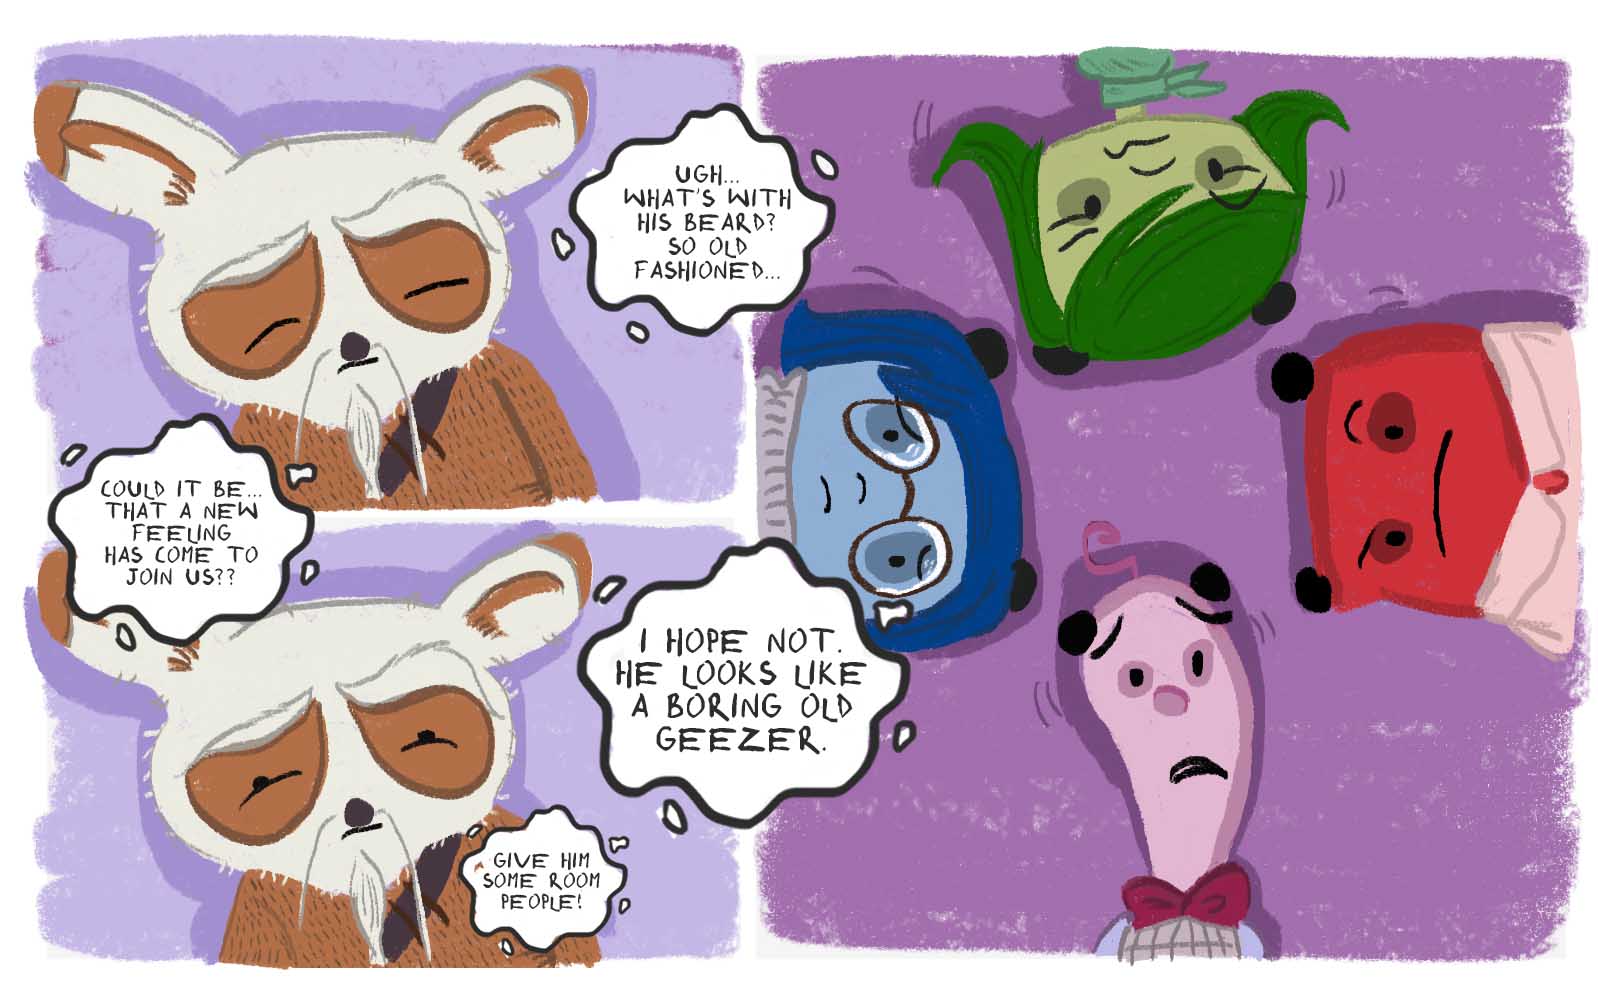 UGH...
WHAT'S WITH
HIS BEARD?
SO OLD
FASHIONED...
COULD IT BE...
THAT A NEW
FEELING
HAS COME TO
JOIN US??
I HOPE NOT.
HE LOOKS LIKE
A BORING OLD
GEEZER.
GIVE HIM
SOME ROOM
PEOPLE!